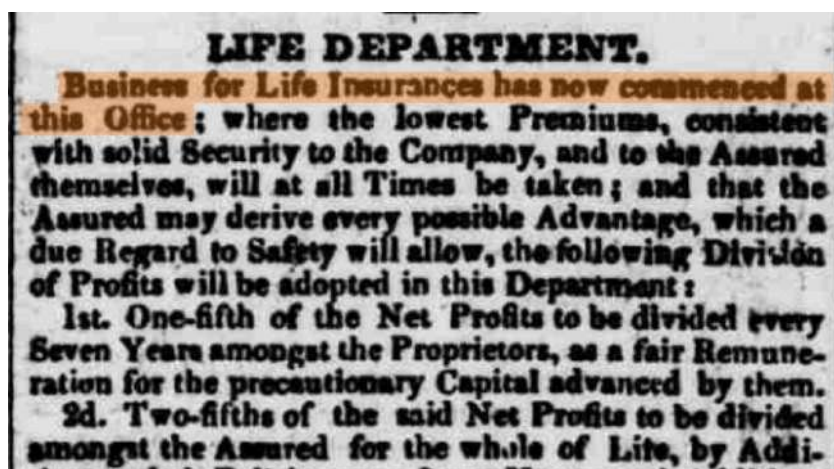 LIFE DEPARTMENT.
Business for Life Insurances has now commenced at
this Office; where the lowest Premiums, consistent
with solid Security to the Company, and to the Assured
themselves, will at all Times be taken; and that the
Assured may derive every possible Advantage, which a
due Regard to Safety will allow, the following Division
of Profits will be adopted in this Department:
1st. One-fifth of the Net Profits to be divided every
Seven Years amongst the Proprietors, as a fair Remune-
ration for the precautionary Capital advanced by them.
2d. Two-fifths of the said Net Profits to be divided
amongst the Assured for the whole of Life, by Addi-